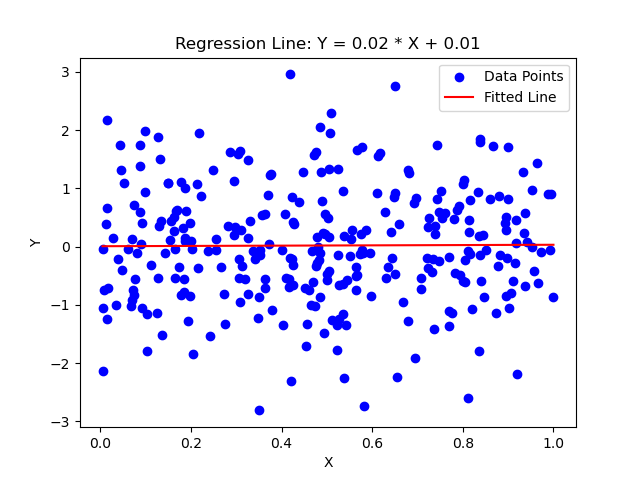 Regression Line: Y = 0.02 * X + 0.01
Data Points
Fitted Line
3
2
1
0
−1
−2
−3
Y
0.0 0.2 0.4 0.6 0.8 1.0
X